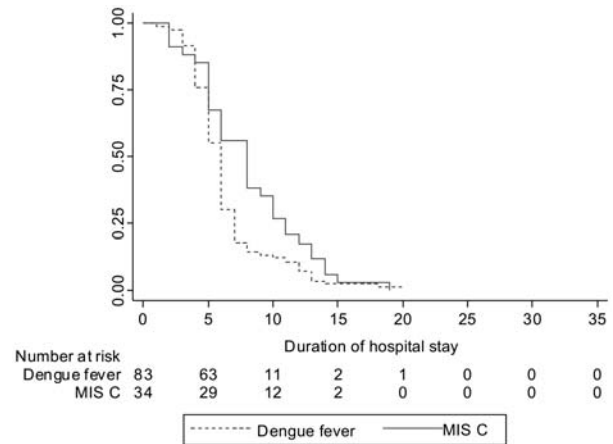 1.00
0.75
0.50
0.25
0.00
0 5 10 15 20 25 30 35
Duration of hospital stay
Number at risk
Dengue fever 83 63 11 2 1 0 0 0
MIS C 34 29 12 2 0 0 0 0
Dengue fever MIS C